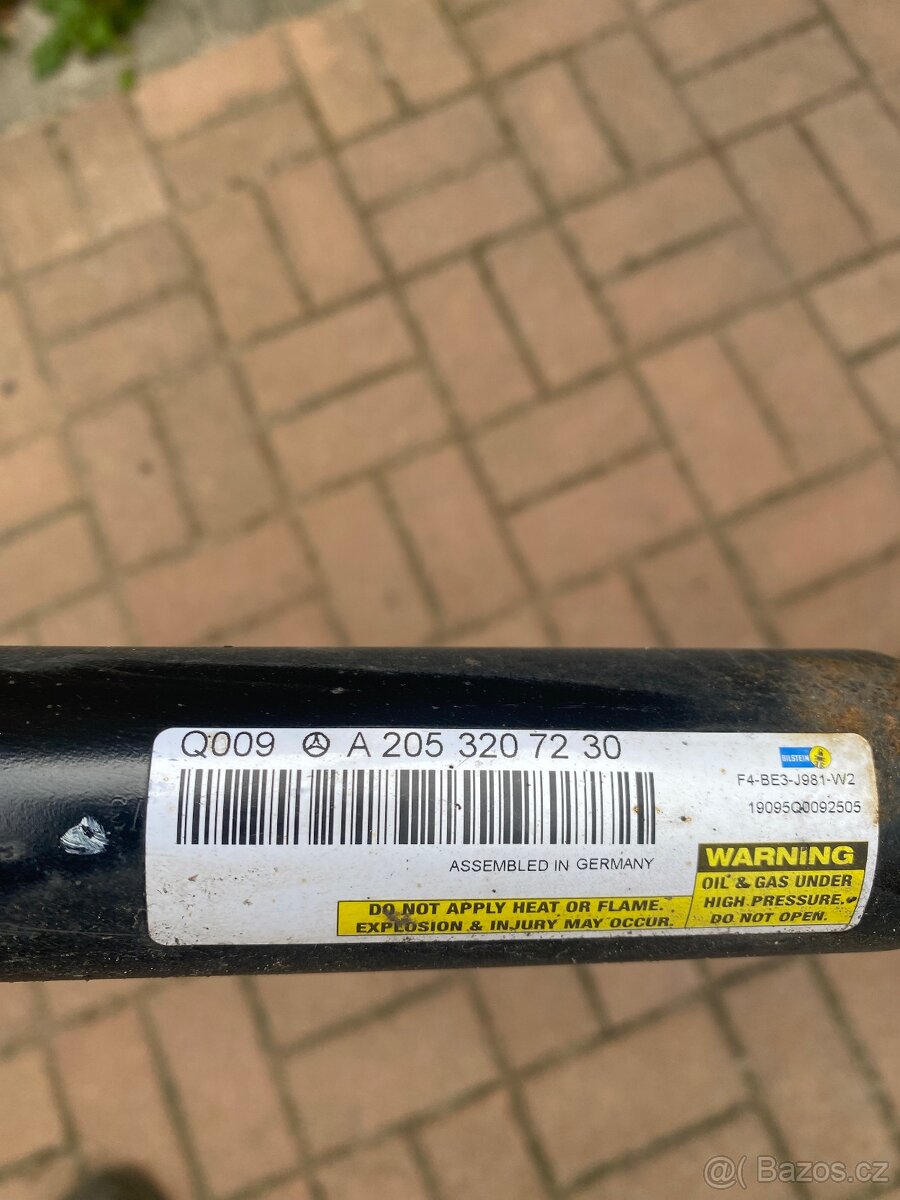 Q009 A 205 320 72 30
BILSTEIN
F4-BE3-J981-W2
19095Q0092505
ASSEMBLED IN GERMANY
WARNING
OIL & GAS UNDER
HIGH PRESSURE.
DO NOT OPEN.
DO NOT APPLY HEAT OR FLAME.
EXPLOSION & INJURY MAY OCCUR.
@( Bazos.cz